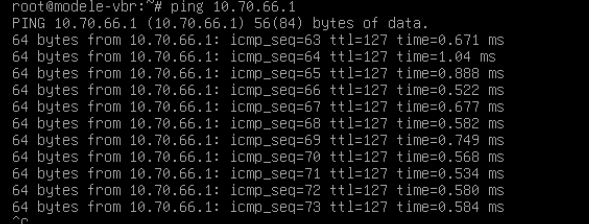 root@modele-vbr:~# ping 10.70.66.1
PING 10.70.66.1 (10.70.66.1) 56(84) bytes of data.
64 bytes from 10.70.66.1: icmp_seq=63 ttl=127 time=0.671 ms
64 bytes from 10.70.66.1: icmp_seq=64 ttl=127 time=1.04 ms
64 bytes from 10.70.66.1: icmp_seq=65 ttl=127 time=0.888 ms
64 bytes from 10.70.66.1: icmp_seq=66 ttl=127 time=0.522 ms
64 bytes from 10.70.66.1: icmp_seq=67 ttl=127 time=0.677 ms
64 bytes from 10.70.66.1: icmp_seq=68 ttl=127 time=0.582 ms
64 bytes from 10.70.66.1: icmp_seq=69 ttl=127 time=0.749 ms
64 bytes from 10.70.66.1: icmp_seq=70 ttl=127 time=0.568 ms
64 bytes from 10.70.66.1: icmp_seq=71 ttl=127 time=0.534 ms
64 bytes from 10.70.66.1: icmp_seq=72 ttl=127 time=0.580 ms
64 bytes from 10.70.66.1: icmp_seq=73 ttl=127 time=0.584 ms
^C